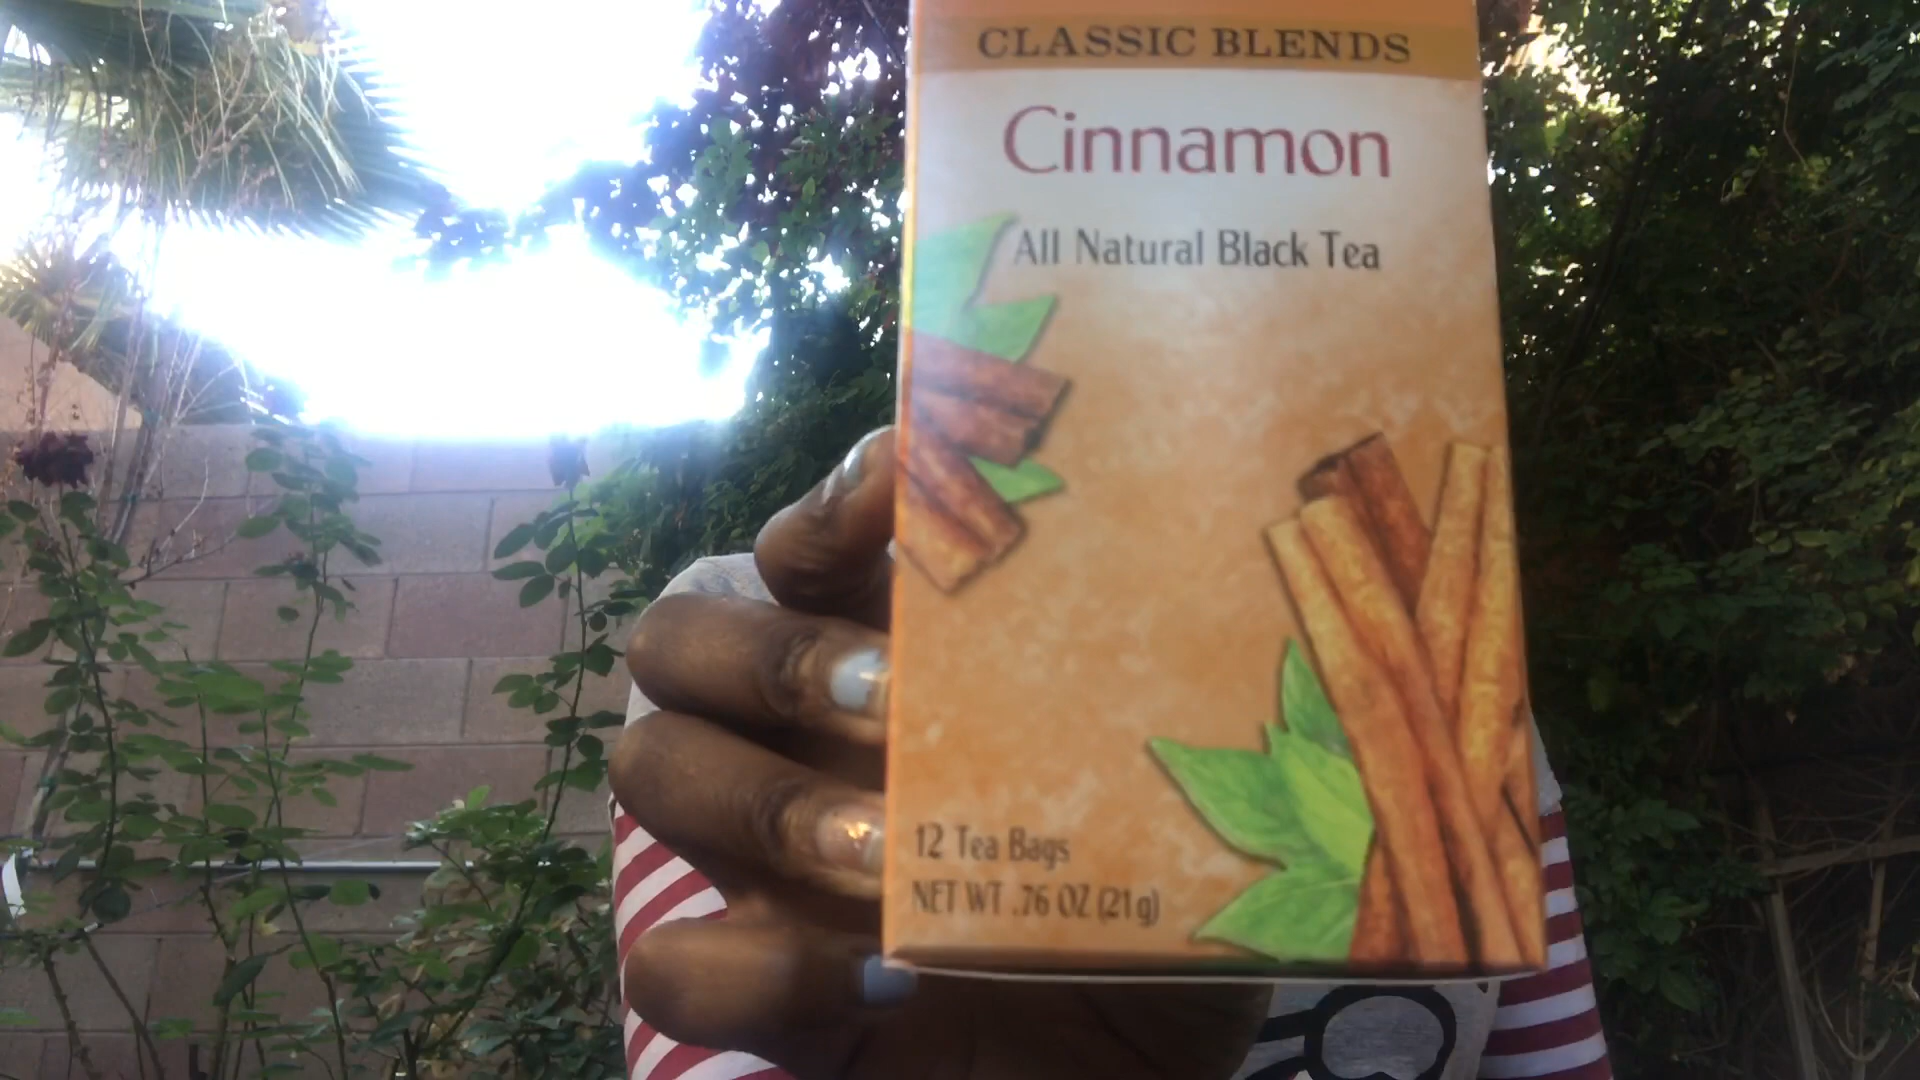 CLASSIC BLENDS
Cinnamon
All Natural Black Tea
12 Tea Bags
NET WT .76 OZ (21g)